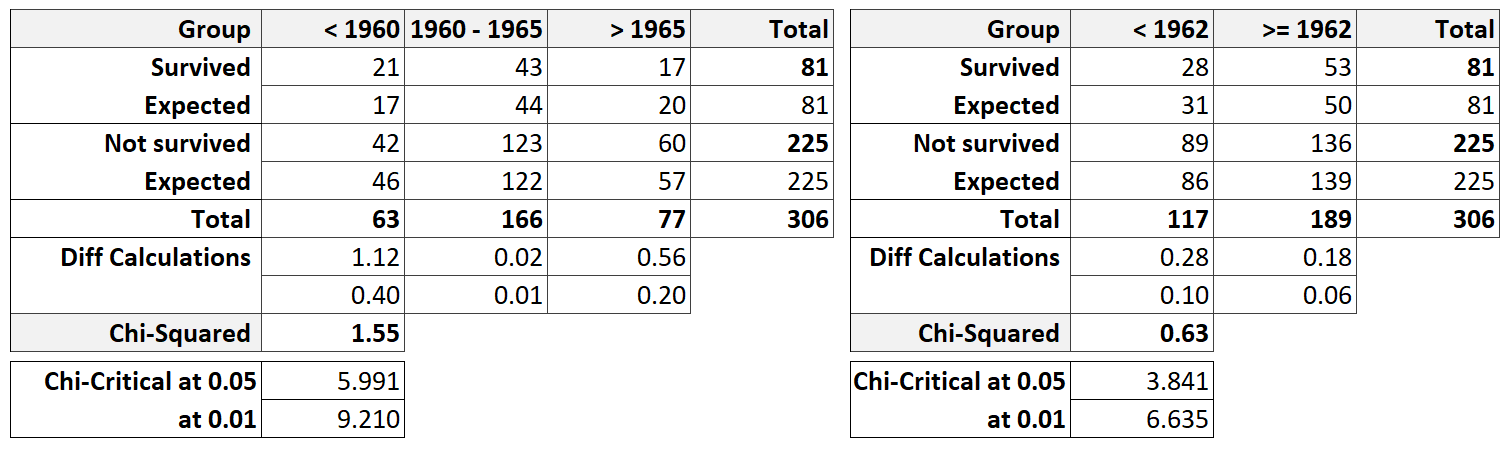 Group < 1960 1960 - 1965 > 1965 Total
Survived 21 43 17 81
Expected 17 44 20 81
Not survived 42 123 60 225
Expected 46 122 57 225
Total 63 166 77 306
Diff Calculations 1.12 0.02 0.56
0.40 0.01 0.20
Chi-Squared 1.55
Chi-Critical at 0.05 5.991
at 0.01 9.210
Group < 1962 >= 1962 Total
Survived 28 53 81
Expected 31 50 81
Not survived 89 136 225
Expected 86 139 225
Total 117 189 306
Diff Calculations 0.28 0.18
0.10 0.06
Chi-Squared 0.63
Chi-Critical at 0.05 3.841
at 0.01 6.635